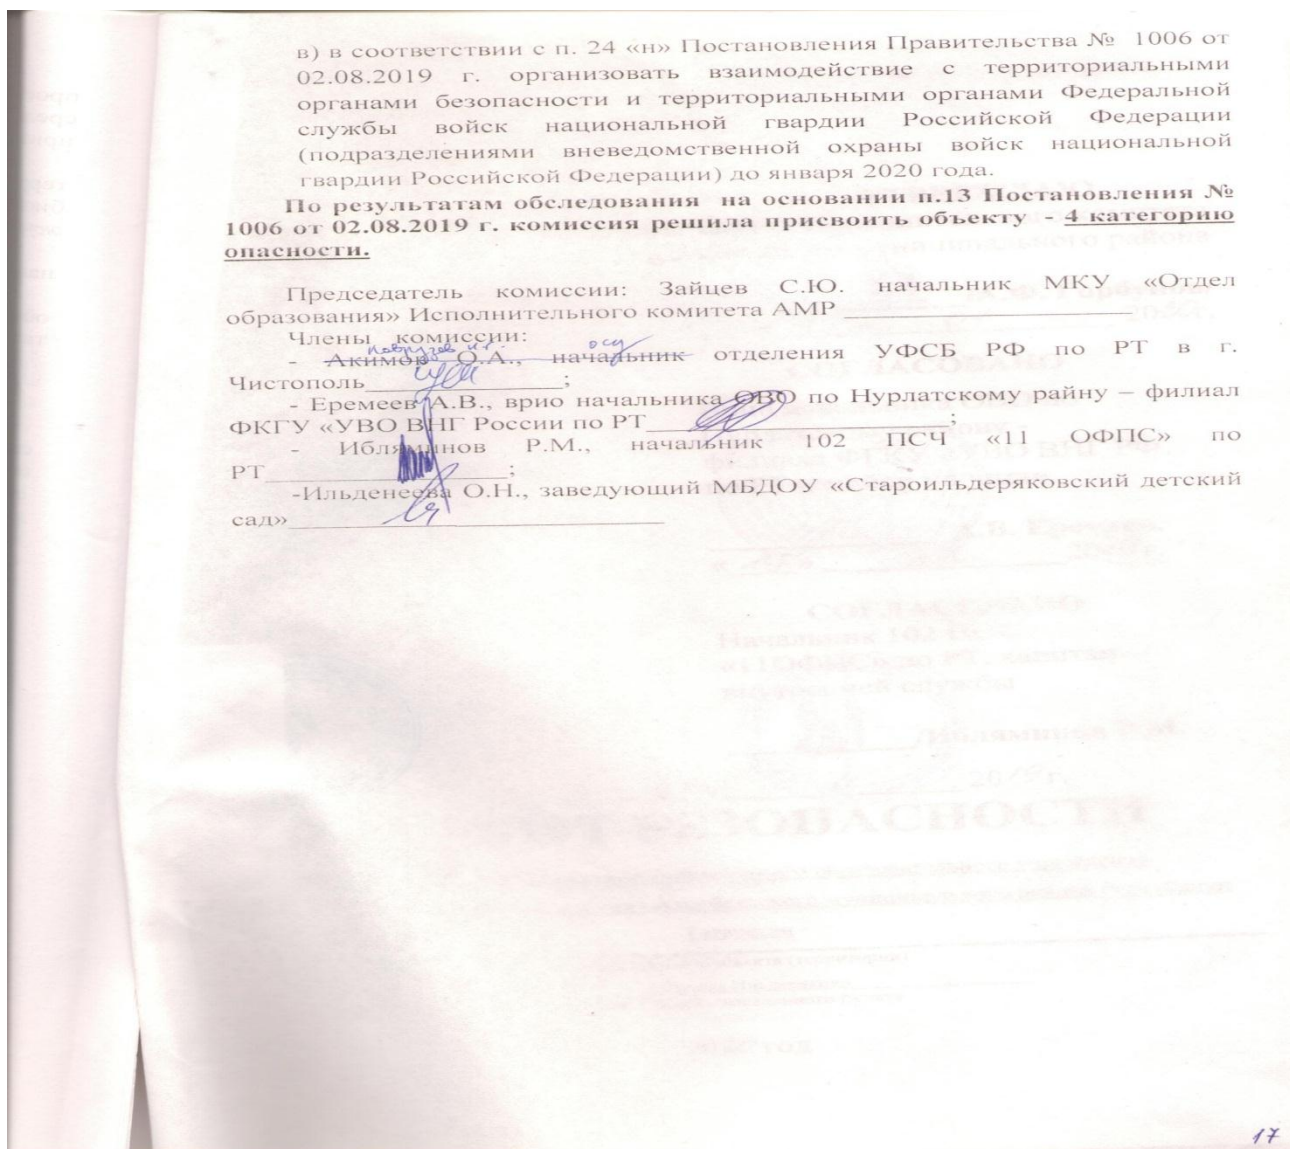 в) в соответствии с п. 24 «н» Постановления Правительства № 1006 от
02.08.2019 г. организовать взаимодействие с территориальными
органами безопасности и территориальными органами Федеральной
службы войск национальной гвардии Российской Федерации
(подразделениями вневедомственной охраны войск национальной
гвардии Российской Федерации) до января 2020 года.
По результатам обследования на основании п.13 Постановления №
1006 от 02.08.2019 г. комиссия решила присвоить объекту - 4 категорию
опасности.
Председатель комиссии: Зайцев С.Ю. начальник МКУ «Отдел
образования» Исполнительного комитета АМР
Члены комиссии:
- Акимов О.А., начальник отделения УФСБ РФ по РТ в г.
Чистополь ;
- Еремеев А.В., врио начальника ОВО по Нурлатскому райну – филиал
ФКГУ «УВО ВНГ России по РТ ;
- Ибляминов Р.М., начальник 102 ПСЧ «11 ОФПС» по
РТ ;
-Ильденеева О.Н., заведующий МБДОУ «Староильдеряковский детский
сад»
17